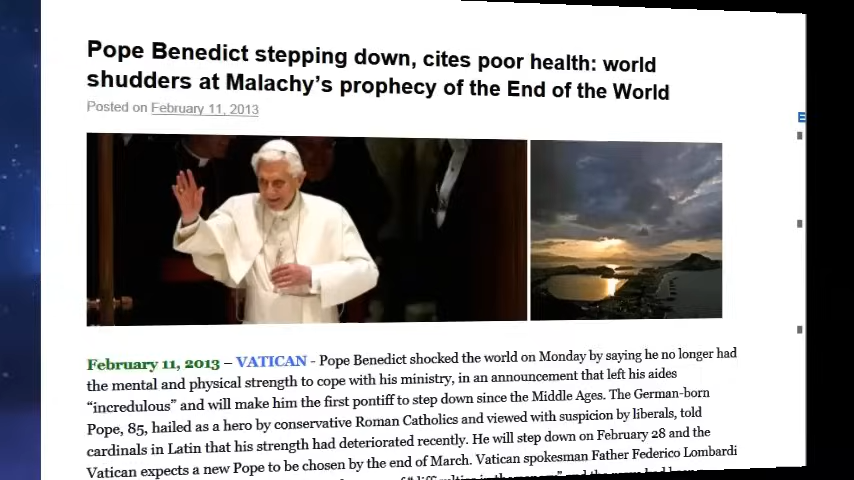 Pope Benedict stepping down, cites poor health: world
shudders at Malachy's prophecy of the End of the World
Posted on February 11, 2013
February 11, 2013 – VATICAN - Pope Benedict shocked the world on Monday by saying he no longer had
the mental and physical strength to cope with his ministry, in an announcement that left his aides
“incredulous” and will make him the first pontiff to step down since the Middle Ages. The German-born
Pope, 85, hailed as a hero by conservative Roman Catholics and viewed with suspicion by liberals, told
cardinals in Latin that his strength had deteriorated recently. He will step down on February 28 and the
Vatican expects a new Pope to be chosen by the end of March. Vatican spokesman Father Federico Lombardi